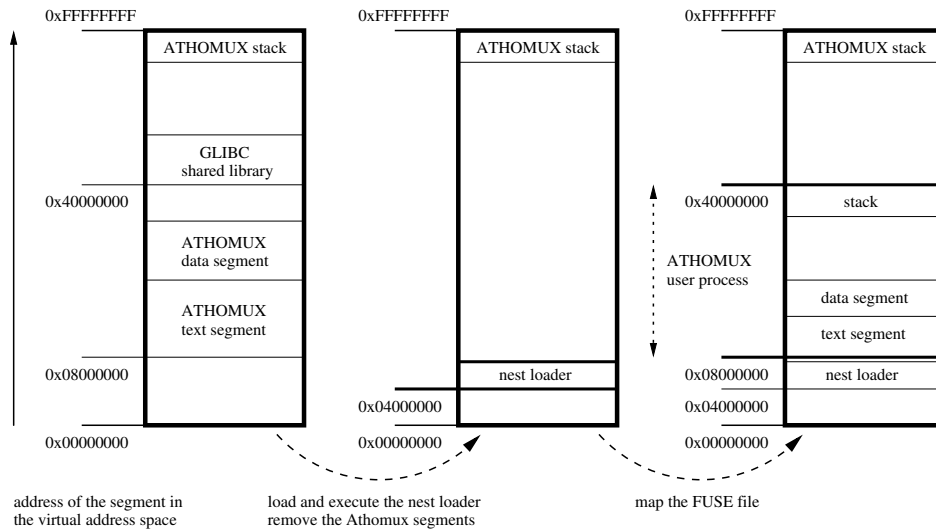 0xFFFFFFFF
ATHOMUX stack
GLIBC
shared library
0x40000000
ATHOMUX
data segment
ATHOMUX
text segment
0x08000000
0x00000000
0xFFFFFFFF
ATHOMUX stack
nest loader
0x04000000
0x00000000
ATHOMUX
user process
0xFFFFFFFF
ATHOMUX stack
0x40000000
stack
data segment
text segment
0x08000000
nest loader
0x04000000
0x00000000
address of the segment in
the virtual address space
load and execute the nest loader
remove the Athomux segments
map the FUSE file